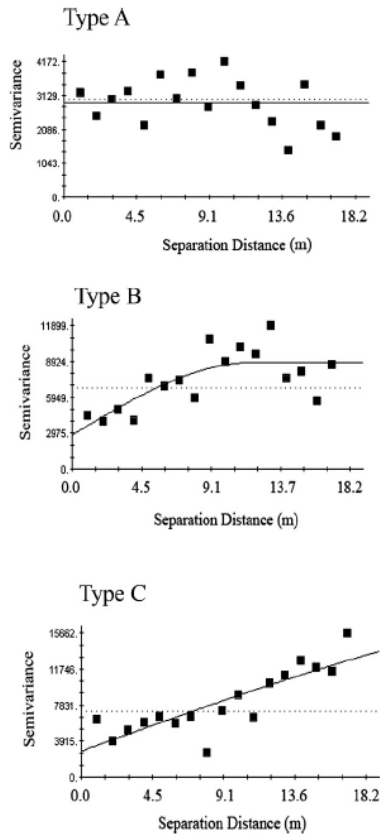 Type A
4172.
3129.
2086.
1043.
0.
0.0 4.5 9.1 13.6 18.2
Semivariance
Separation Distance (m)
Type B
11899.
8924.
5949.
2975.
0.
0.0 4.5 9.1 13.7 18.2
Semivariance
Separation Distance (m)
Type C
15662.
11746.
7831.
3915.
0.
0.0 4.5 9.1 13.6 18.2
Semivariance
Separation Distance (m)